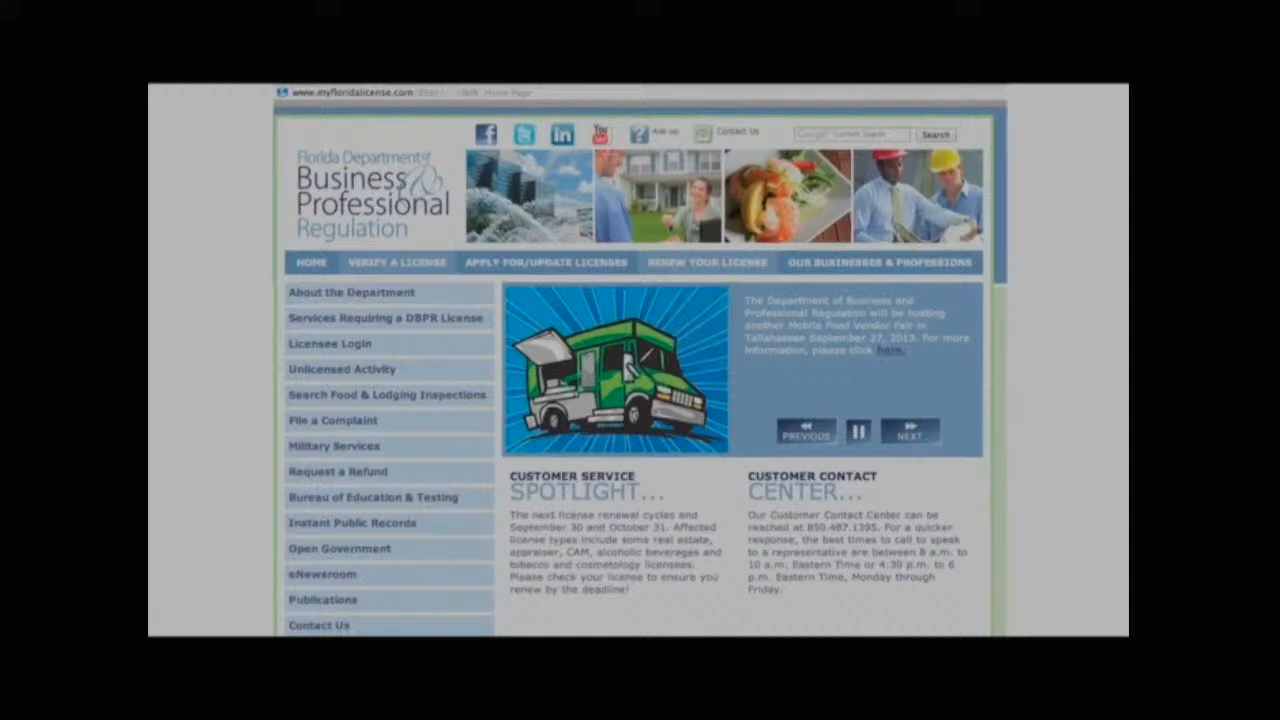 www.myfloridalicense.com
Home Page
Ask us
Contact Us
Search
Florida Department of
Business &
Professional
Regulation
HOME
VERIFY A LICENSE
APPLY FOR/UPDATE LICENSES
RENEW YOUR LICENSE
OUR BUSINESSES & PROFESSIONS
About the Department
Services Requiring a DBPR License
Licensee Login
Unlicensed Activity
Search Food & Lodging Inspections
File a Complaint
Military Services
Request a Refund
Bureau of Education & Testing
Instant Public Records
Open Government
eNewsroom
Publications
Contact Us
The Department of Business and
Professional Regulation will be hosting
another Mobile Food Vendor Fair in
Tallahassee September 27, 2013. For more
information, please click here.
PREVIOUS
NEXT
CUSTOMER SERVICE
SPOTLIGHT...
The next license renewal cycles end
September 30 and October 31. Affected
license types include some real estate,
appraiser, CAM, alcoholic beverages and
tobacco and cosmetology licensees.
Please check your license to ensure you
renew by the deadline!
CUSTOMER CONTACT
CENTER...
Our Customer Contact Center can be
reached at 850.487.1395. For a quicker
response, the best times to call to speak
to a representative are between 8 a.m. to
10 a.m. Eastern Time or 4:30 p.m. to 6
p.m. Eastern Time, Monday through
Friday.